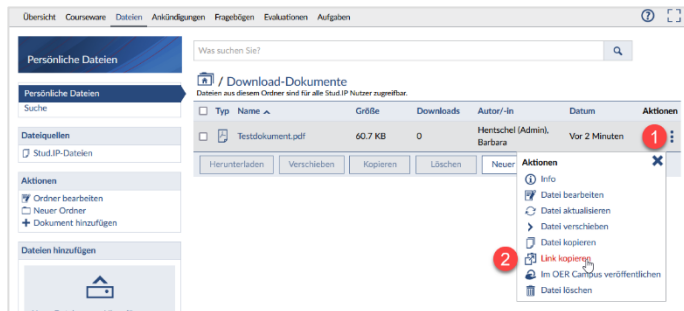 Übersicht Courseware Dateien Ankündigungen Fragebögen Evaluationen Aufgaben
Persönliche Dateien
Persönliche Dateien
Suche
Dateiquellen
Stud.IP-Dateien
Aktionen
Ordner bearbeiten
Neuer Ordner
Dokument hinzufügen
Dateien hinzufügen
Was suchen Sie?
/ Download-Dokumente
Dateien aus diesem Ordner sind für alle Stud.IP Nutzer zugreifbar.
Typ Name Größe Downloads Autor/-in Datum Aktionen
Testdokument.pdf 60.7 KB 0 Hentschel (Admin), Vor 2 Minuten 1
Barbara
Herunterladen Verschieben Kopieren Löschen Neuer
Aktionen
Info
Datei bearbeiten
Datei aktualisieren
Datei verschieben
Datei kopieren
2 Link kopieren
Im OER Campus veröffentlichen
Datei löschen